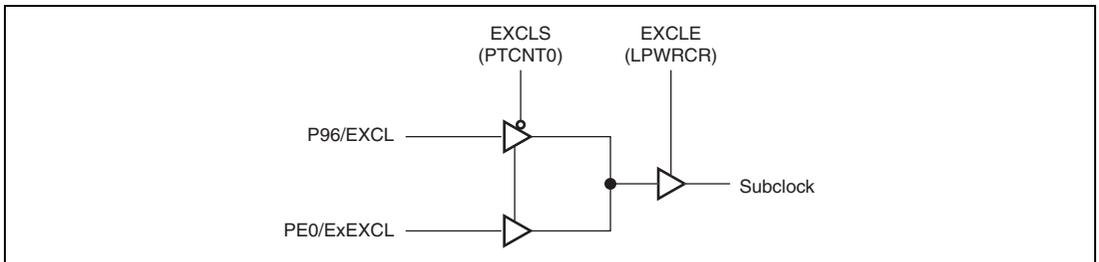 EXCLS
(PTCNT0)
EXCLE
(LPWRCR)
P96/EXCL
Subclock
PE0/ExEXCL